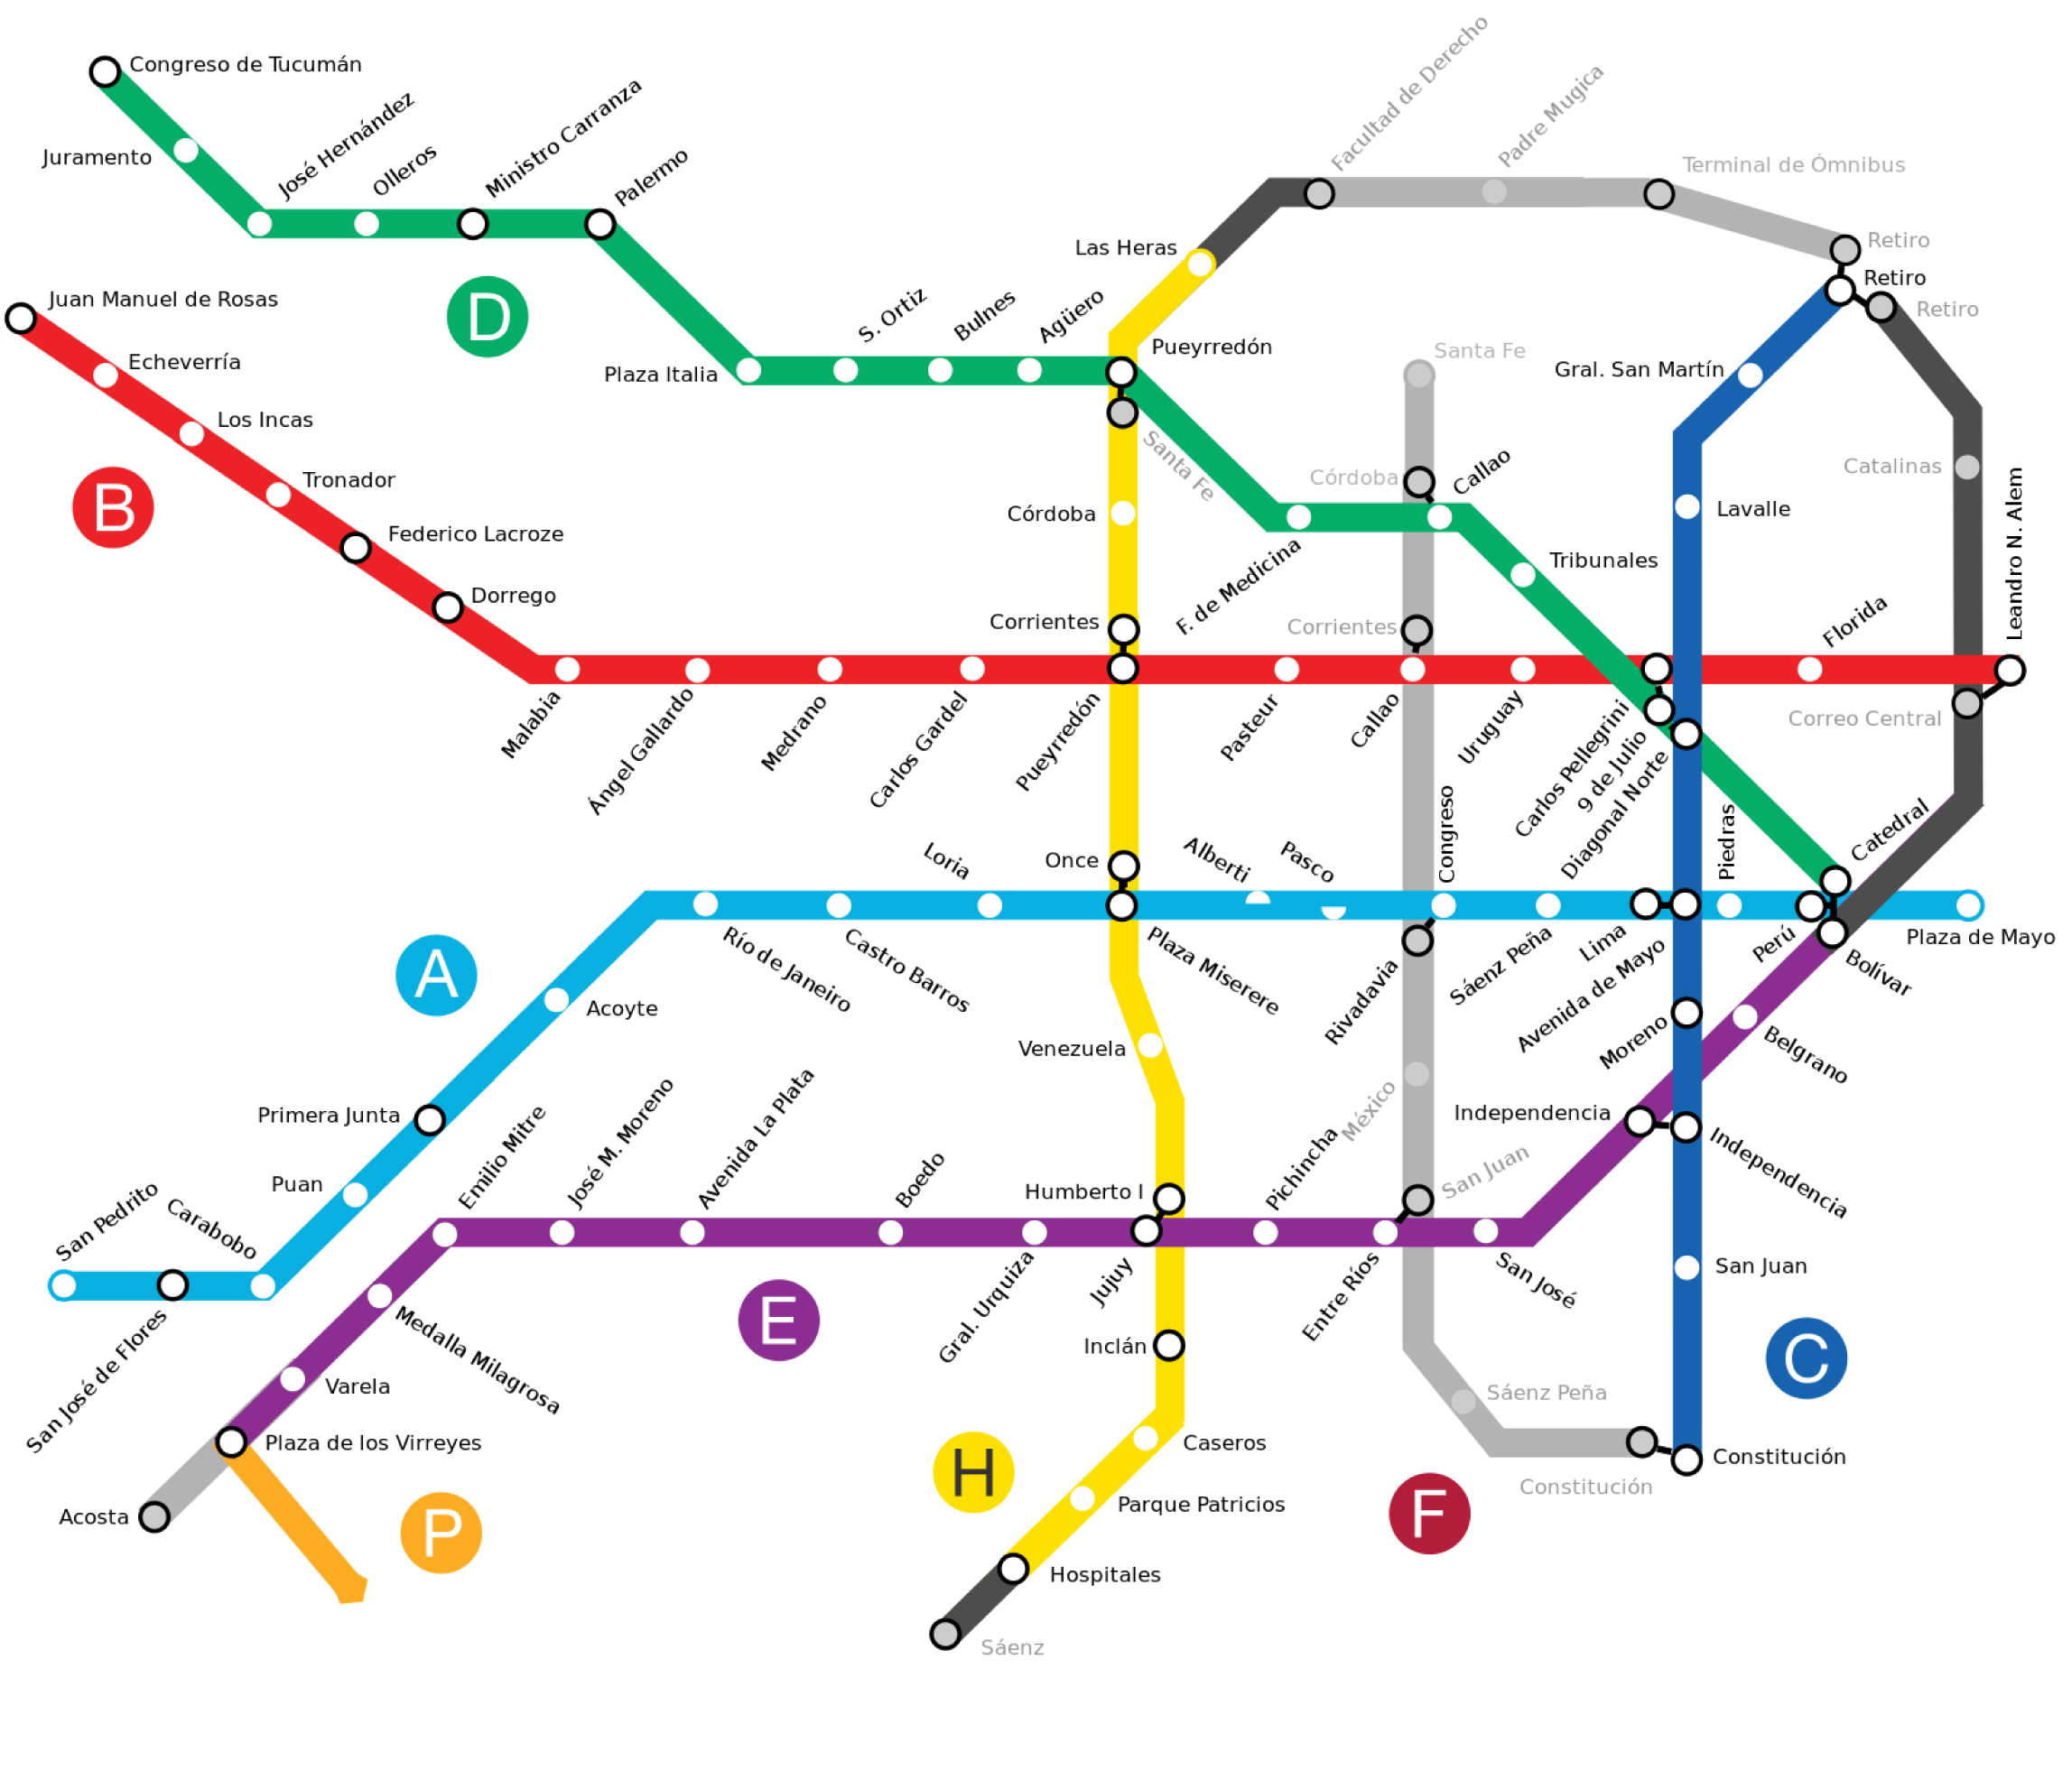 Facultad de Derecho
Padre Mugica
Congreso de Tucumán
Juramento
José Hernández
Olleros
Ministro Carranza
Palermo
Terminal de Ómnibus
Retiro
Retiro
Retiro
Las Heras
Juan Manuel de Rosas
D
Echeverría
Plaza Italia
S. Ortiz
Bulnes
Agüero
Pueyrredón
Santa Fe
Santa Fe
Gral. San Martín
Los Incas
B
Tronador
Federico Lacroze
Dorrego
Córdoba
Córdoba
Callao
F. de Medicina
Tribunales
Lavalle
Catalinas
Leandro N. Alem
Corrientes
Corrientes
Florida
Malabia
Ángel Gallardo
Medrano
Carlos Gardel
Pueyrredón
Pasteur
Callao
Uruguay
Carlos Pellegrini
9 de Julio
Diagonal Norte
Correo Central
Catedral
Loria
Once
Alberti
Pasco
Congreso
Piedras
A
Acoyte
Río de Janeiro
Castro Barros
Plaza Miserere
Rivadavia
Sáenz Peña
Lima
Avenida de Mayo
Perú
Bolívar
Plaza de Mayo
Venezuela
Moreno
Belgrano
México
Primera Junta
Puan
San Pedrito
Carabobo
San José de Flores
Emilio Mitre
José M. Moreno
Avenida La Plata
Boedo
Humberto I
Pichincha
San Juan
Independencia
Independencia
Medalla Milagrosa
E
Gral. Urquiza
Jujuy
Entre Ríos
San José
San Juan
C
Inclán
Varela
Plaza de los Virreyes
Acosta
P
H
Caseros
Parque Patricios
Hospitales
Sáenz
F
Sáenz Peña
Constitución
Constitución